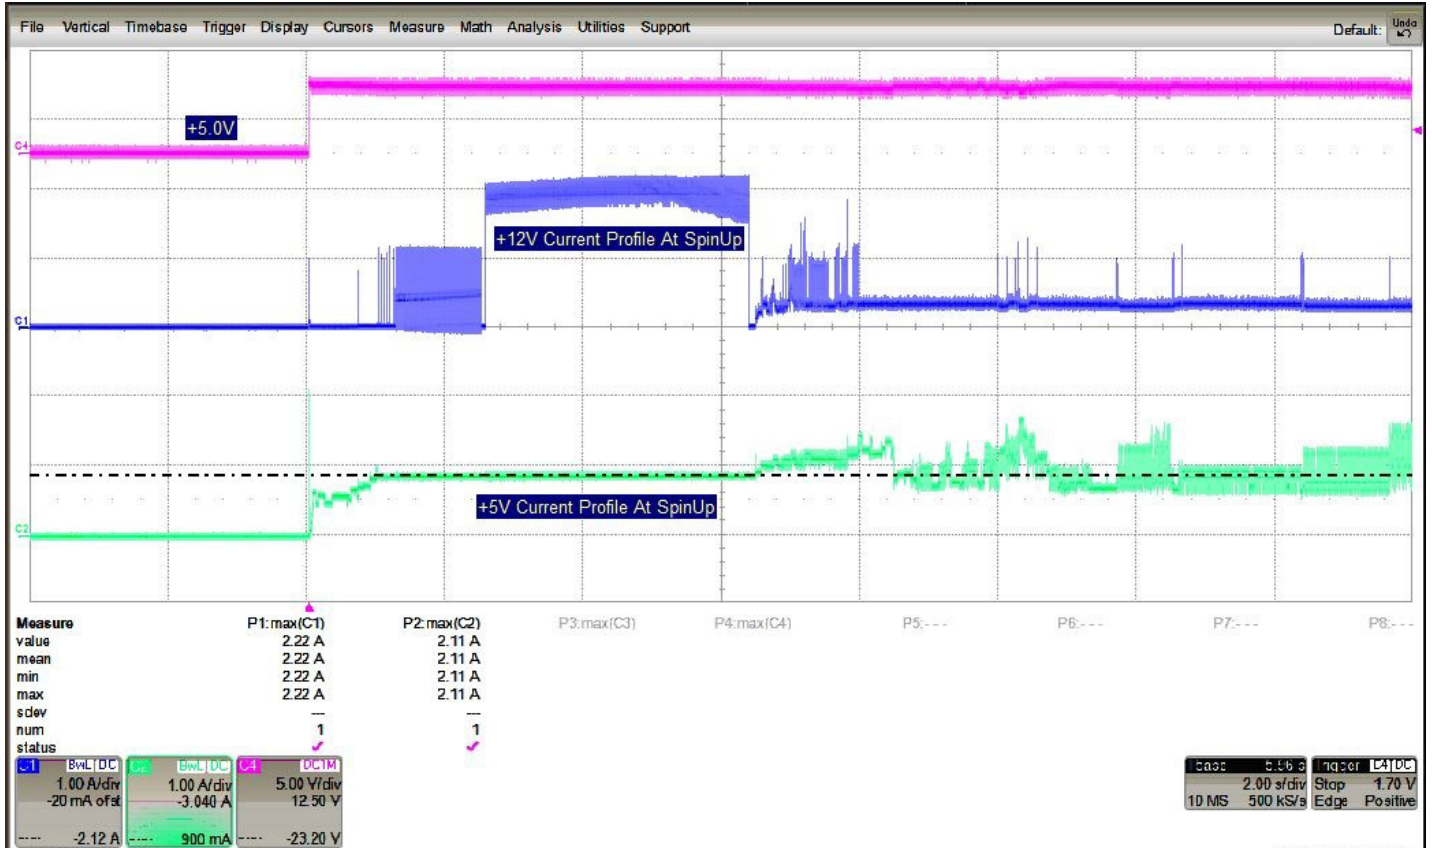 File Vertical Timebase Trigger Display Cursors Measure Math Analysis Utilities Support
Default: Undo
+5.0V
C4
+12V Current Profile At SpinUp
C1
+5V Current Profile At SpinUp
C2
Measure P1:max(C1) P2:max(C2) P3:max(C3) P4:max(C4) P5:--- P6:--- P7:--- P8:---
value 2.22 A 2.11 A
mean 2.22 A 2.11 A
min 2.22 A 2.11 A
max 2.22 A 2.11 A
sdev --- ---
num 1 1
status
C1 BwL DC C2 BwL DC C4 DC1M
1.00 A/div 1.00 A/div 5.00 V/div
-20 mA ofst -3.040 A 12.50 V
---- -2.12 A ---- 900 mA ---- -23.20 V
Trigger C4 DC
2.00 s/div Stop 1.70 V
10 MS 500 kS/s Edge Positive